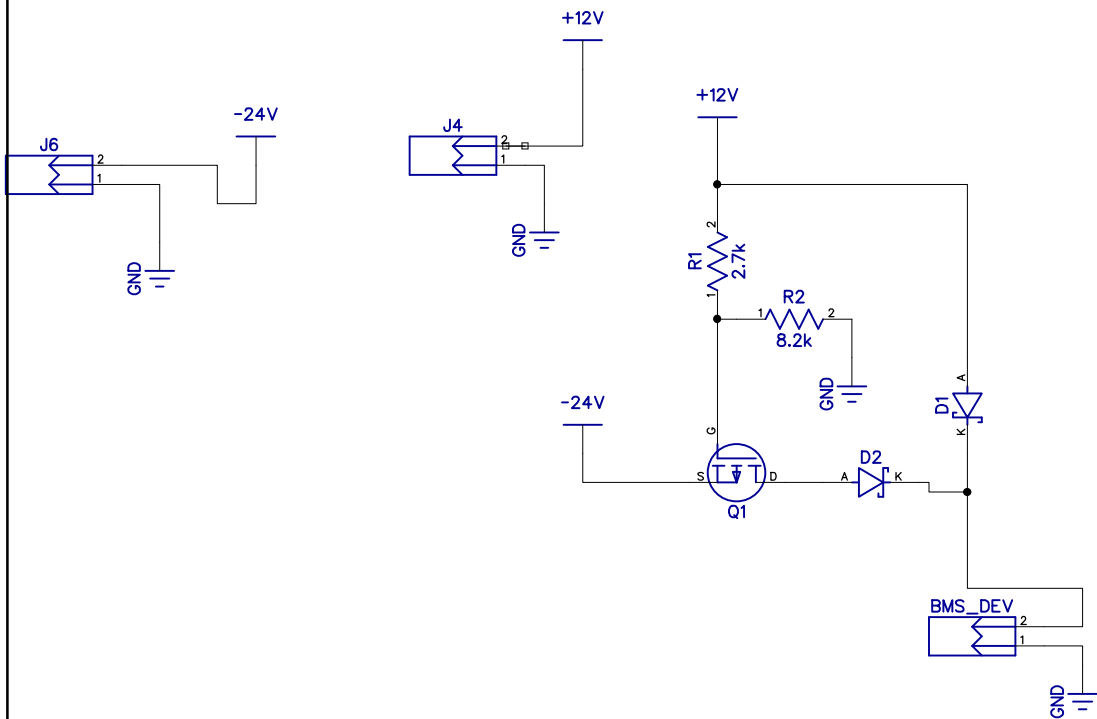 +12V
-24V
J6
2
1
GND
J4
2
1
GND
+12V
2
R1
2.7k
1
R2
1
2
8.2k
GND
-24V
G
S
D
Q1
A
D2
K
A
D1
K
BMS_DEV
2
1
GND